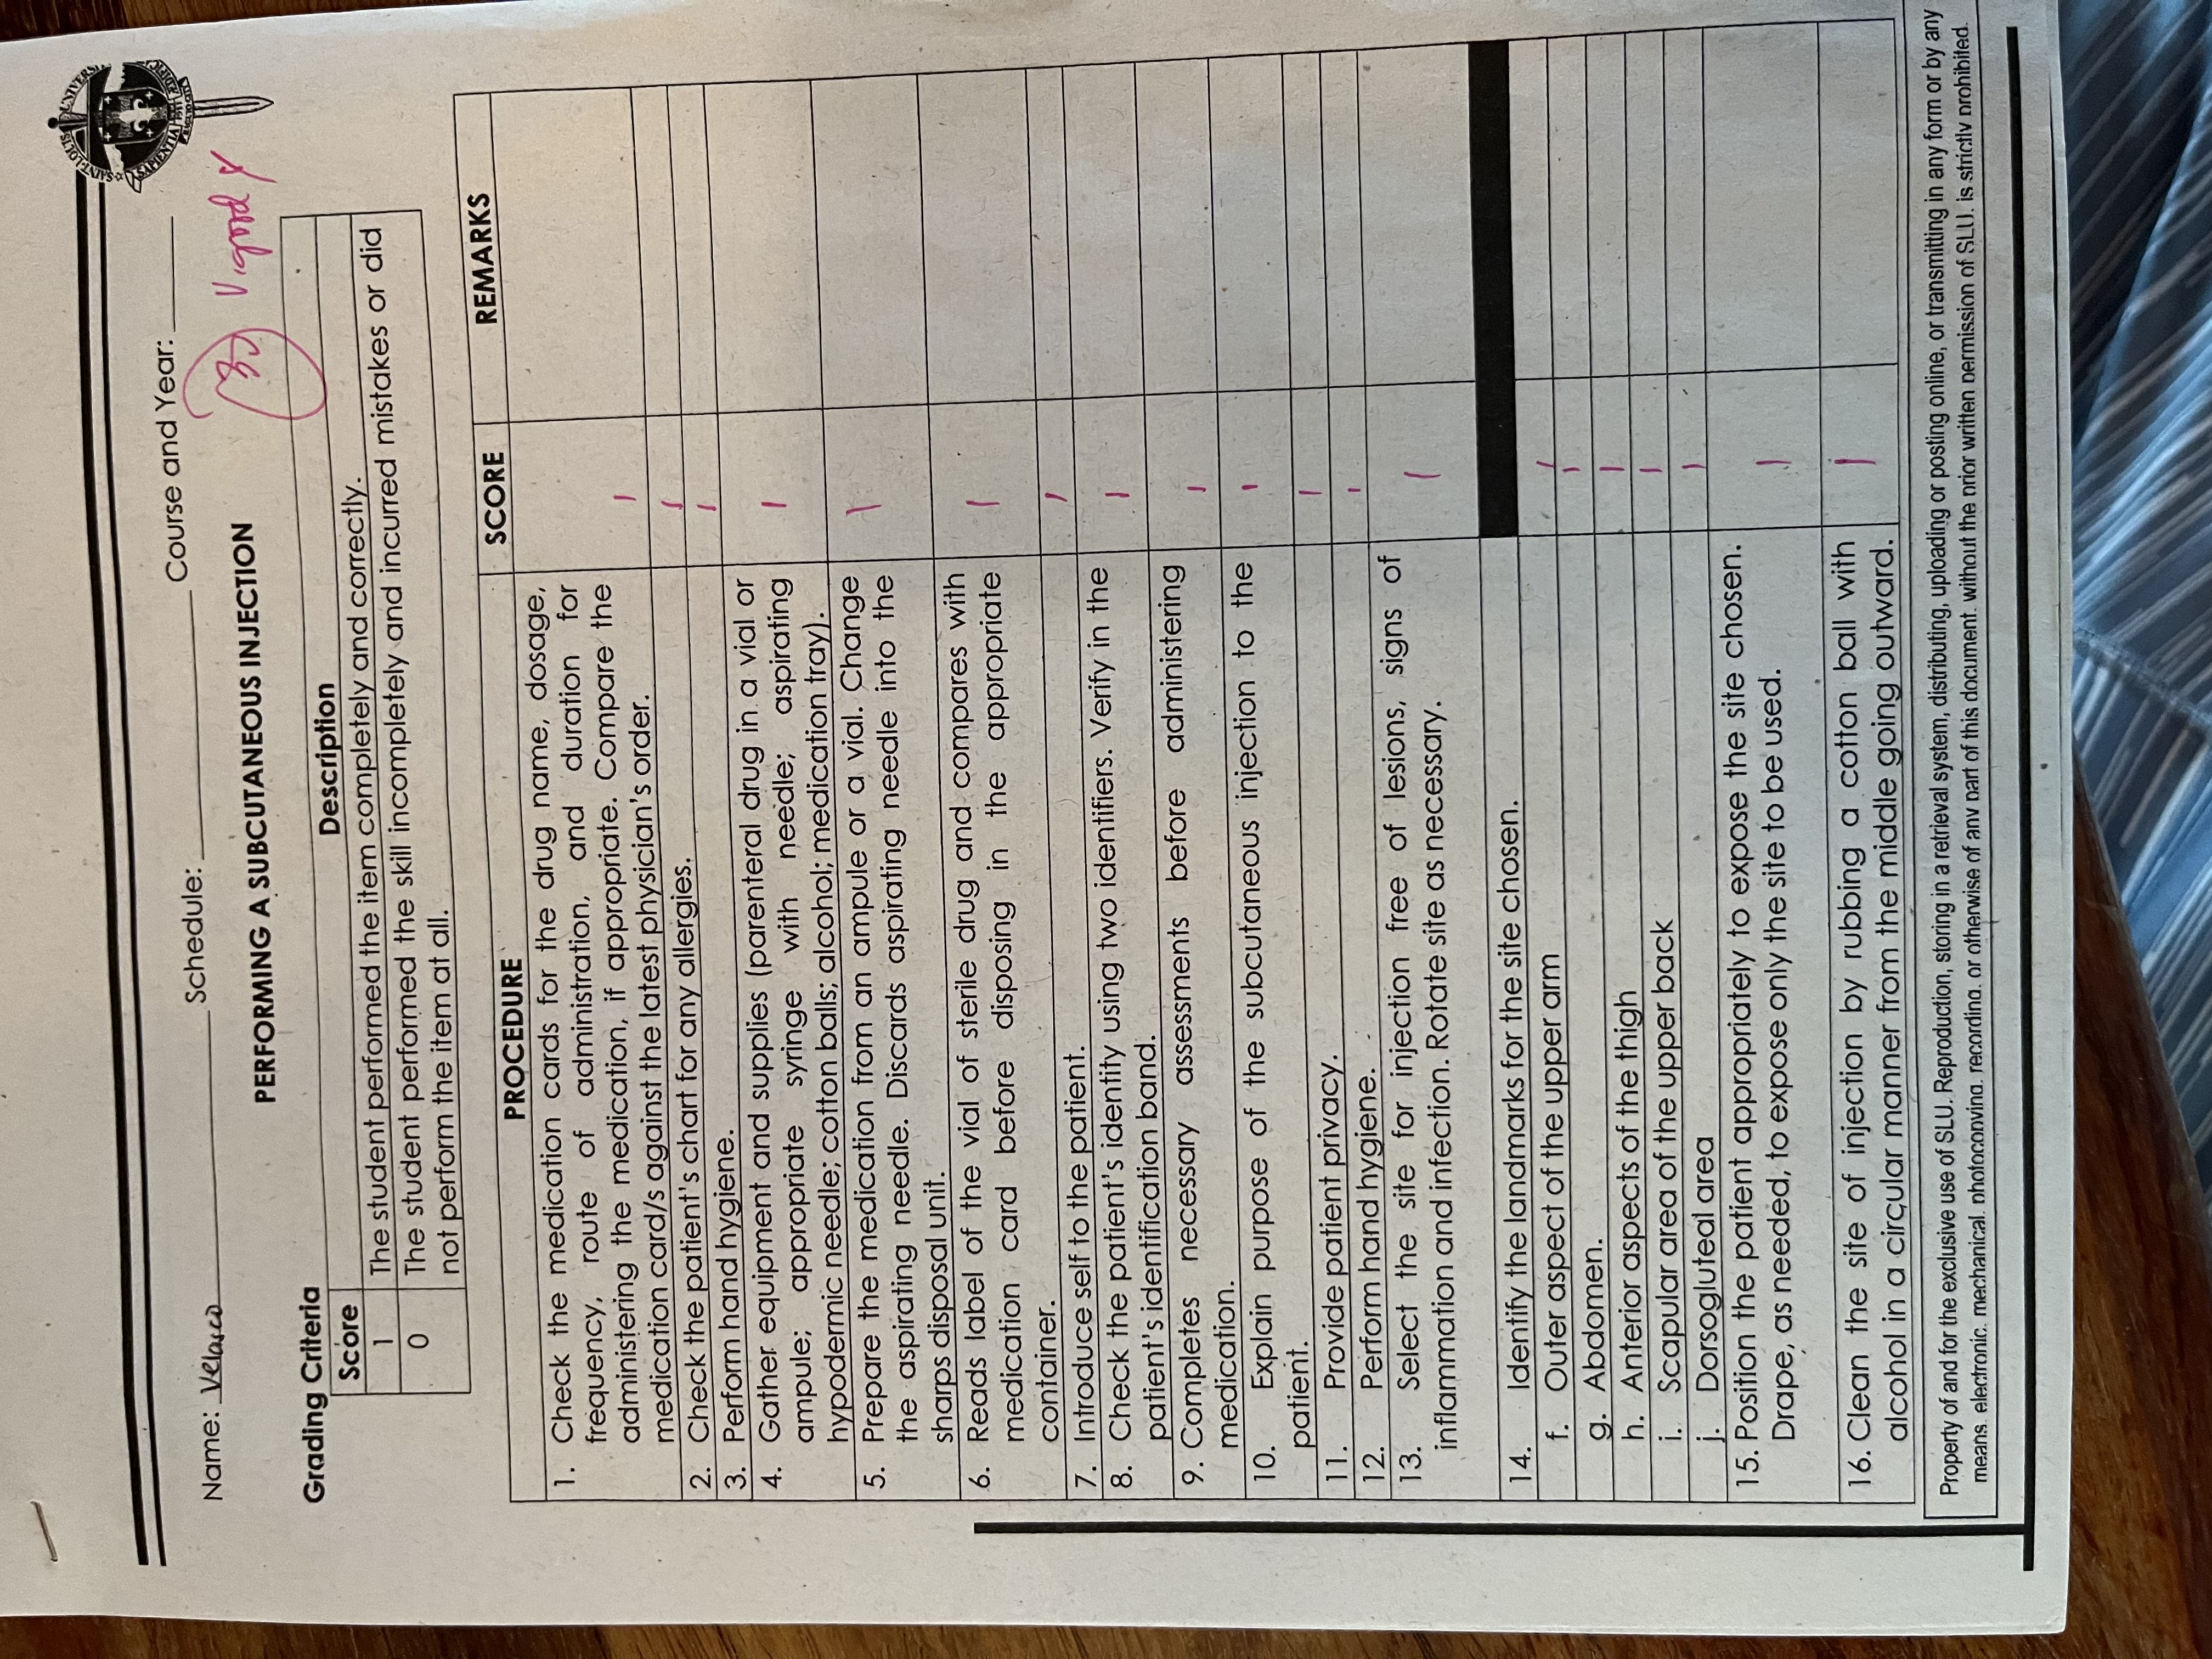 SAINT LOUIS UNIVERSITY
SAPIENTIA ÆDIFICAT
1911
BAGUIO CITY
Name: Velasco Schedule: Course and Year:
PERFORMING A SUBCUTANEOUS INJECTION
V. good
Grading Criteria
Score Description
1 The student performed the item completely and correctly.
0 The student performed the skill incompletely and incurred mistakes or did
not perform the item at all.
PROCEDURE SCORE REMARKS
1. Check the medication cards for the drug name, dosage,
frequency, route of administration, and duration for
administering the medication, if appropriate. Compare the
medication card/s against the latest physician's order. 1
2. Check the patient's chart for any allergies. 1
3. Perform hand hygiene. 1
4. Gather equipment and supplies (parenteral drug in a vial or
ampule; appropriate syringe with needle; aspirating 1
hypodermic needle; cotton balls; alcohol; medication tray).
5. Prepare the medication from an ampule or a vial. Change 1
the aspirating needle. Discards aspirating needle into the
sharps disposal unit.
6. Reads label of the vial of sterile drug and compares with
medication card before disposing in the appropriate 1
container.
7. Introduce self to the patient. 1
8. Check the patient's identity using two identifiers. Verify in the 1
patient's identification band.
9. Completes necessary assessments before administering 1
medication.
10. Explain purpose of the subcutaneous injection to the 1
patient.
11. Provide patient privacy. 1
12. Perform hand hygiene. 1
13. Select the site for injection free of lesions, signs of 1
inflammation and infection. Rotate site as necessary.
14. Identify the landmarks for the site chosen.
f. Outer aspect of the upper arm 1
g. Abdomen. 1
h. Anterior aspects of the thigh 1
i. Scapular area of the upper back 1
j. Dorsogluteal area 1
15. Position the patient appropriately to expose the site chosen.
Drape, as needed, to expose only the site to be used. 1
16. Clean the site of injection by rubbing a cotton ball with 1
alcohol in a circular manner from the middle going outward.
Property of and for the exclusive use of SLU. Reproduction, storing in a retrieval system, distributing, uploading or posting online, or transmitting in any form or by any
means, electronic, mechanical, photocopying, recording, or otherwise of any part of this document, without the prior written permission of SLU, is strictly prohibited.